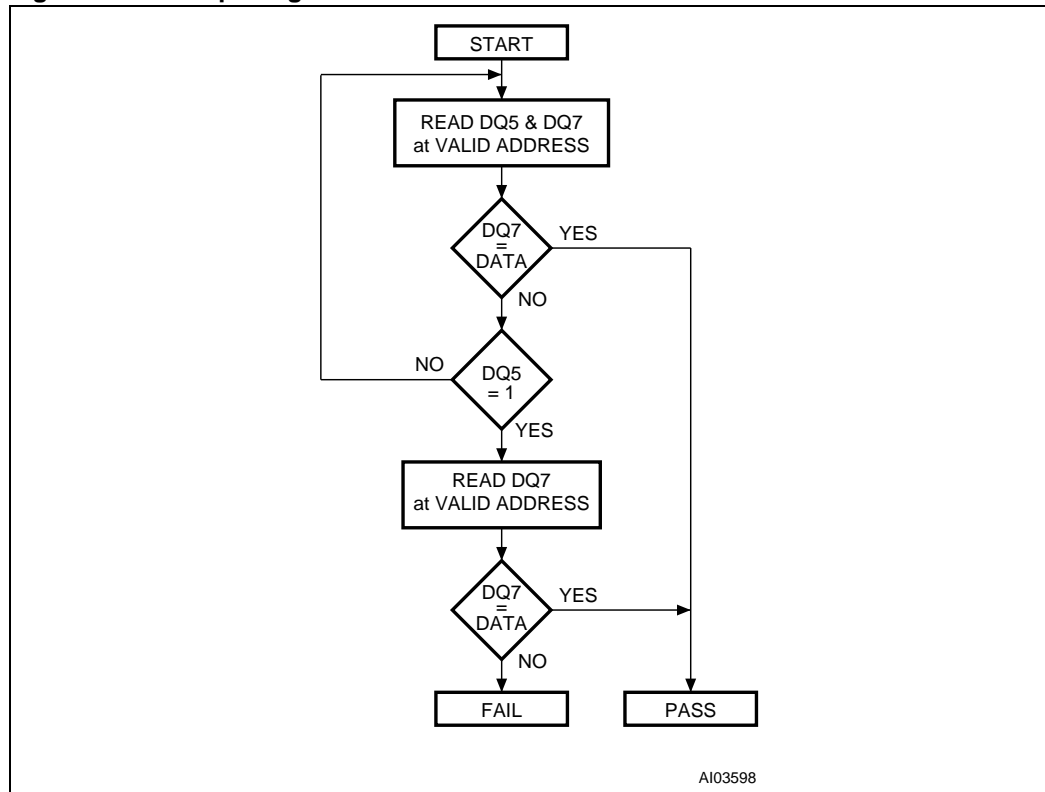 START
READ DQ5 & DQ7
at VALID ADDRESS
DQ7
=
DATA
YES
NO
NO
DQ5
= 1
YES
READ DQ7
at VALID ADDRESS
DQ7
=
DATA
YES
NO
FAIL
PASS
AI03598